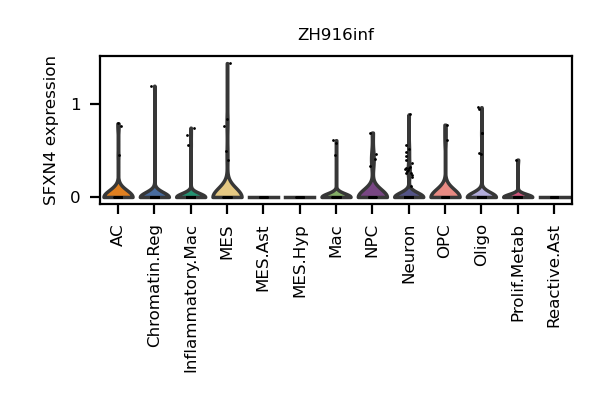 ZH916inf
SFXN4 expression
1
0
AC
Chromatin.Reg
Inflammatory.Mac
MES
MES.Ast
MES.Hyp
Mac
NPC
Neuron
OPC
Oligo
Prolif.Metab
Reactive.Ast